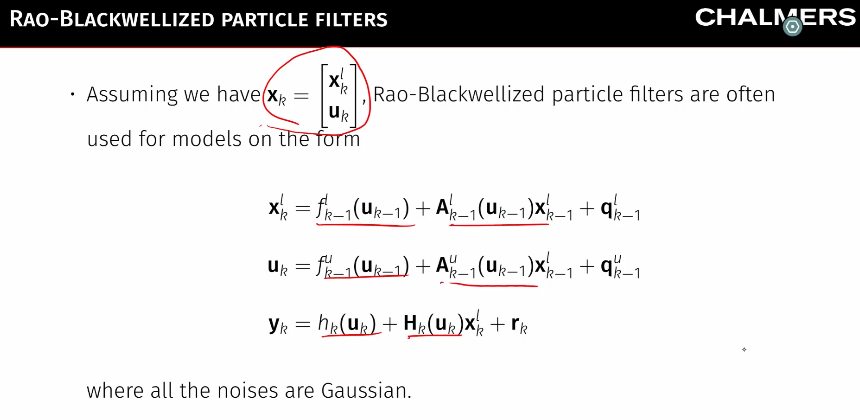 RAO-BLACKWELLIZED PARTICLE FILTERS
CHALMERS
• Assuming we have x_k = [x_k^l; u_k], Rao-Blackwellized particle filters are often
used for models on the form
x_k^l = f_{k−1}^l(u_{k−1}) + A_{k−1}^l(u_{k−1})x_{k−1}^l + q_{k−1}^l
u_k = f_{k−1}^u(u_{k−1}) + A_{k−1}^u(u_{k−1})x_{k−1}^l + q_{k−1}^u
y_k = h_k(u_k) + H_k(u_k)x_k^l + r_k
where all the noises are Gaussian.